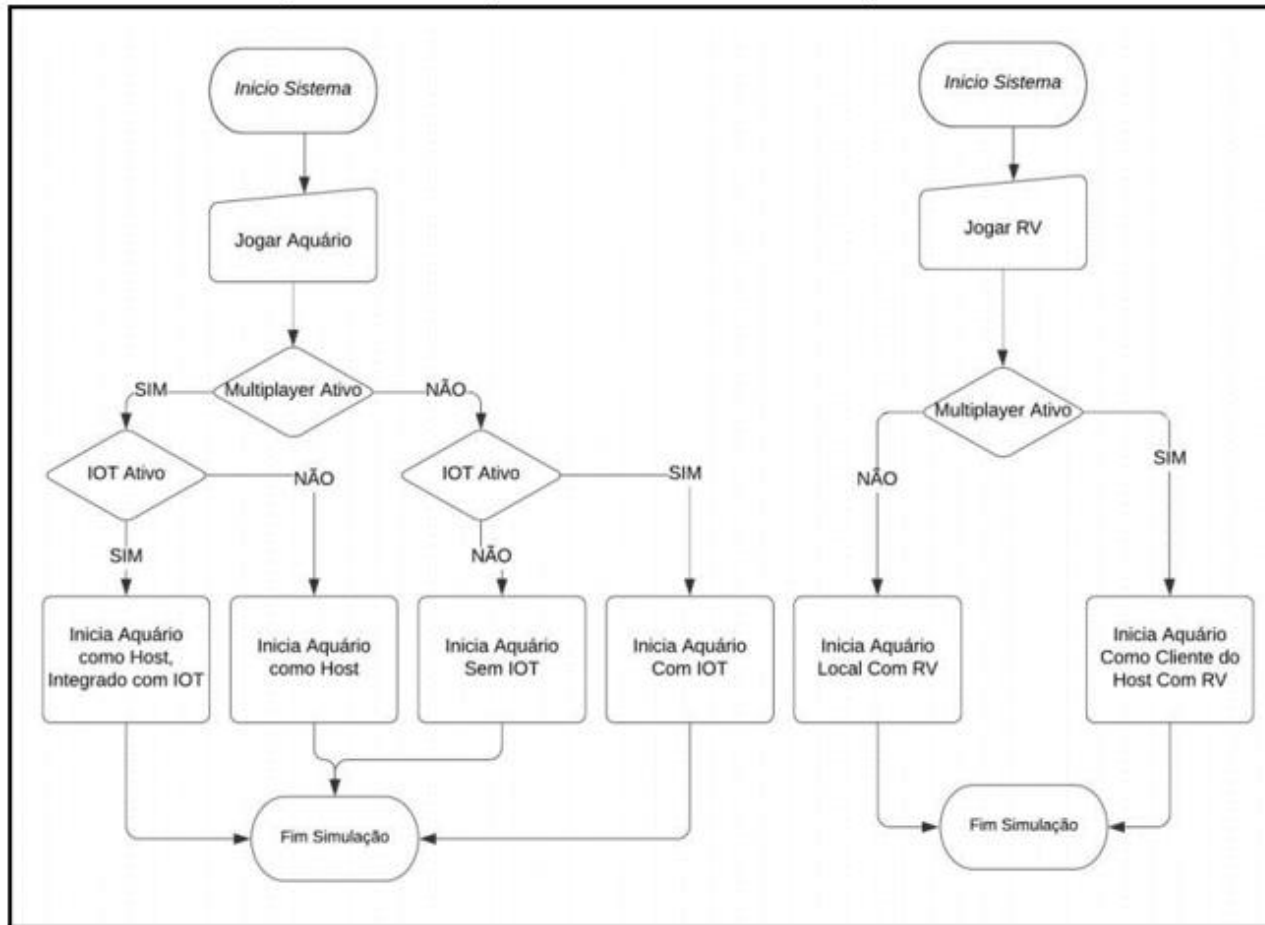 Inicio Sistema
Jogar Aquário
Multiplayer Ativo
SIM
NÃO
IOT Ativo
NÃO
SIM
IOT Ativo
SIM
NÃO
Inicia Aquário
como Host,
Integrado com IOT
Inicia Aquário
como Host
Inicia Aquário
Sem IOT
Inicia Aquário
Com IOT
Fim Simulação
Inicio Sistema
Jogar RV
Multiplayer Ativo
NÃO
SIM
Inicia Aquário
Local Com RV
Inicia Aquário
Como Cliente do
Host Com RV
Fim Simulação